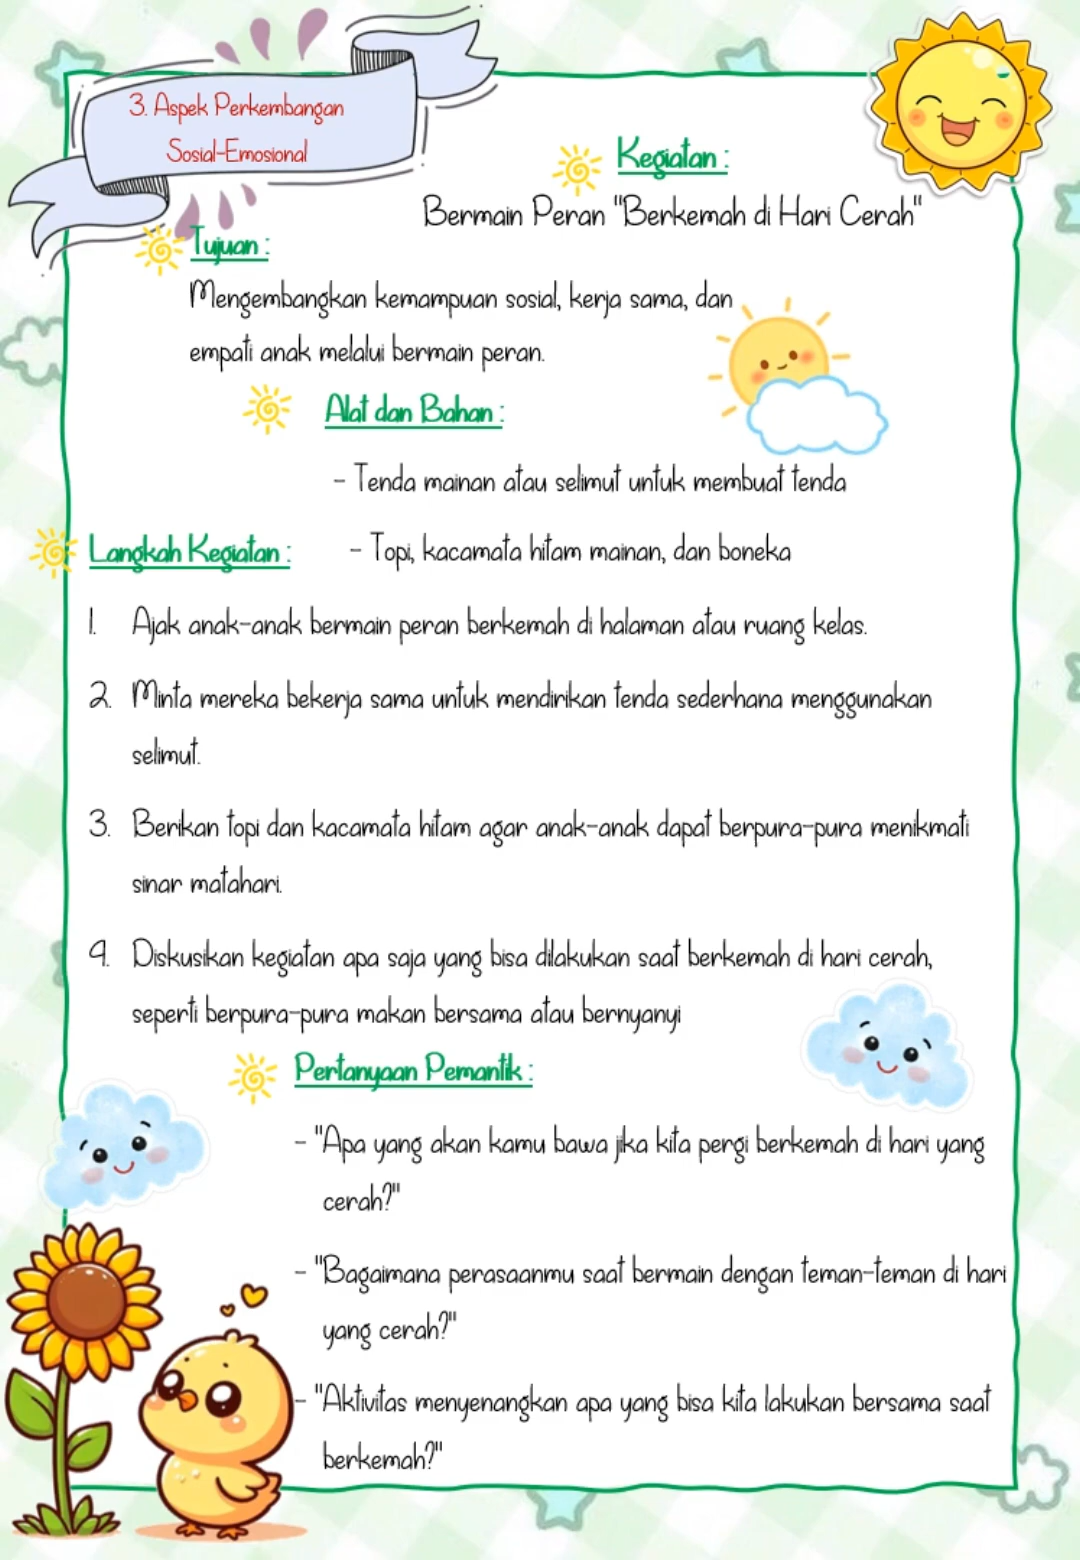 3. Aspek Perkembangan
Sosial-Emosional
Kegiatan :
Bermain Peran "Berkemah di Hari Cerah"
Tujuan :
Mengembangkan kemampuan sosial, kerja sama, dan
empati anak melalui bermain peran.
Alat dan Bahan :
- Tenda mainan atau selimut untuk membuat tenda
- Topi, kacamata hitam mainan, dan boneka
Langkah Kegiatan :
1. Ajak anak-anak bermain peran berkemah di halaman atau ruang kelas.
2. Minta mereka bekerja sama untuk mendirikan tenda sederhana menggunakan
selimut.
3. Berikan topi dan kacamata hitam agar anak-anak dapat berpura-pura menikmati
sinar matahari.
4. Diskusikan kegiatan apa saja yang bisa dilakukan saat berkemah di hari cerah,
seperti berpura-pura makan bersama atau bernyanyi
Pertanyaan Pemantik :
- "Apa yang akan kamu bawa jika kita pergi berkemah di hari yang
cerah?"
- "Bagaimana perasaanmu saat bermain dengan teman-teman di hari
yang cerah?"
- "Aktivitas menyenangkan apa yang bisa kita lakukan bersama saat
berkemah?"